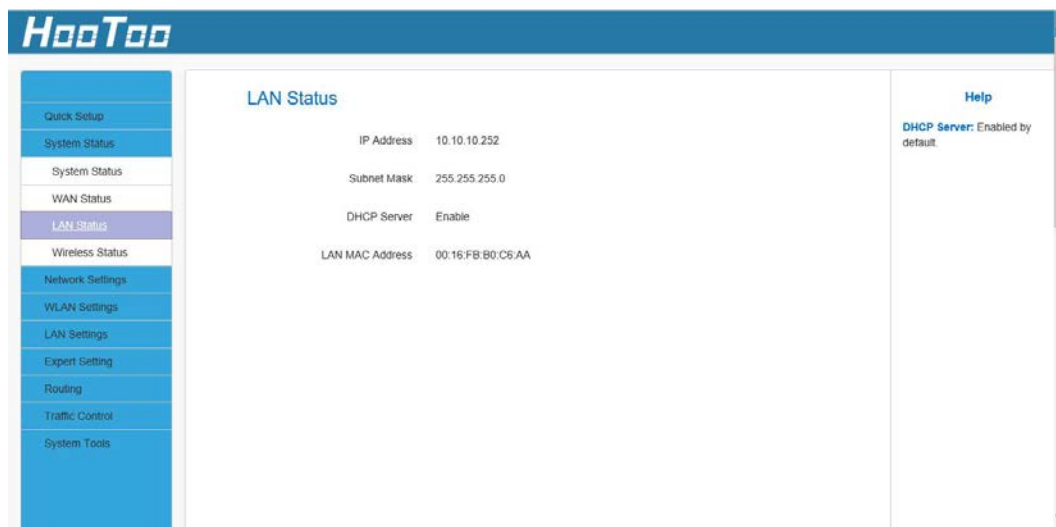 HooToo
Quick Setup
System Status
System Status
WAN Status
LAN Status
Wireless Status
Network Settings
WLAN Settings
LAN Settings
Expert Setting
Routing
Traffic Control
System Tools
LAN Status
IP Address 10.10.10.252
Subnet Mask 255.255.255.0
DHCP Server Enable
LAN MAC Address 00:16:FB:B0:C6:AA
Help
DHCP Server: Enabled by
default.